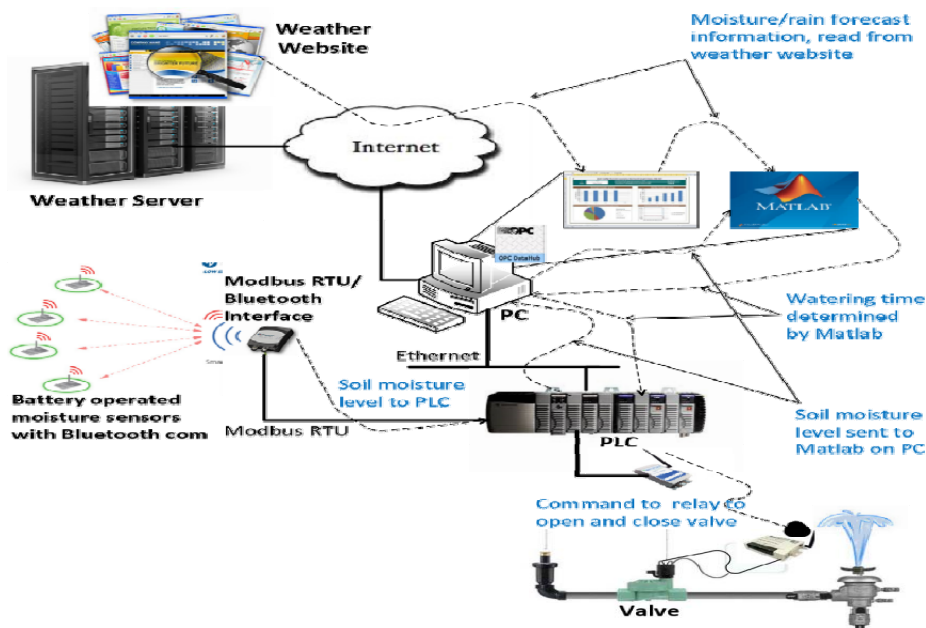 Weather
Website
Moisture/rain forecast
information, read from
weather website
Internet
Weather Server
MATLAB
OPC
OPC DataHub
Modbus RTU/
Bluetooth
Interface
PC
Watering time
determined
by Matlab
Ethernet
Battery operated
moisture sensors
with Bluetooth com
Soil moisture
level to PLC
Modbus RTU
PLC
Soil moisture
level sent to
Matlab on PC
Command to relay to
open and close valve
Valve